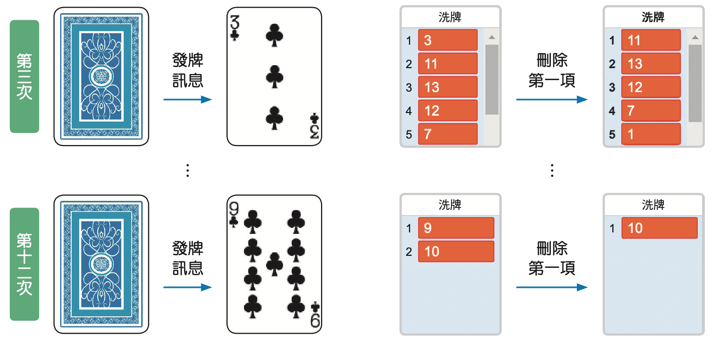 第三次
3
3
發牌
訊息
洗牌
1 3
2 11
3 13
4 12
5 7
刪除
第一項
洗牌
1 11
2 13
3 12
4 7
5 1
⋮
⋮
第十二次
9
9
發牌
訊息
洗牌
1 9
2 10
刪除
第一項
洗牌
1 10